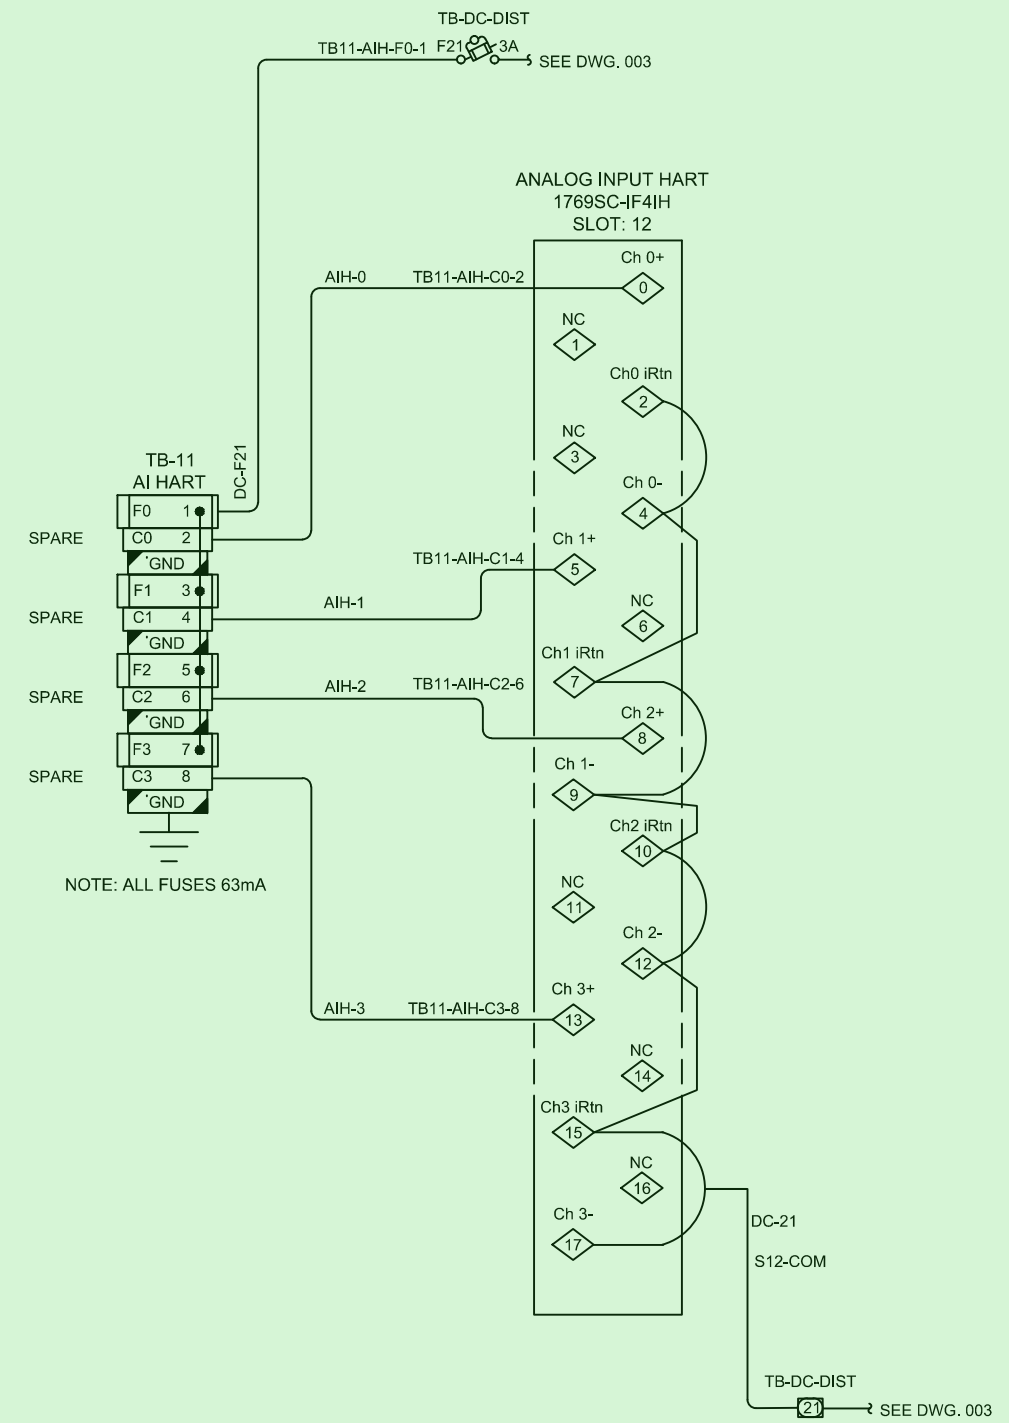 TB-DC-DIST
TB11-AIH-F0-1 F21 3A
SEE DWG. 003
ANALOG INPUT HART
1769SC-IF4IH
SLOT: 12
Ch 0+
AIH-0 TB11-AIH-C0-2
0
NC
1
Ch0 iRtn
2
NC
3
DC-F21
TB-11
AI HART
Ch 0-
4
F0 1
SPARE C0 2
GND
Ch 1+
TB11-AIH-C1-4
5
F1 3
AIH-1
SPARE C1 4
GND
NC
6
Ch1 iRtn
7
F2 5
AIH-2 TB11-AIH-C2-6
SPARE C2 6
GND
Ch 2+
8
F3 7
Ch 1-
SPARE C3 8
9
GND
Ch2 iRtn
10
NOTE: ALL FUSES 63mA
NC
11
Ch 2-
12
Ch 3+
AIH-3 TB11-AIH-C3-8
13
NC
14
Ch3 iRtn
15
NC
16
Ch 3-
DC-21
17
S12-COM
TB-DC-DIST
21 SEE DWG. 003